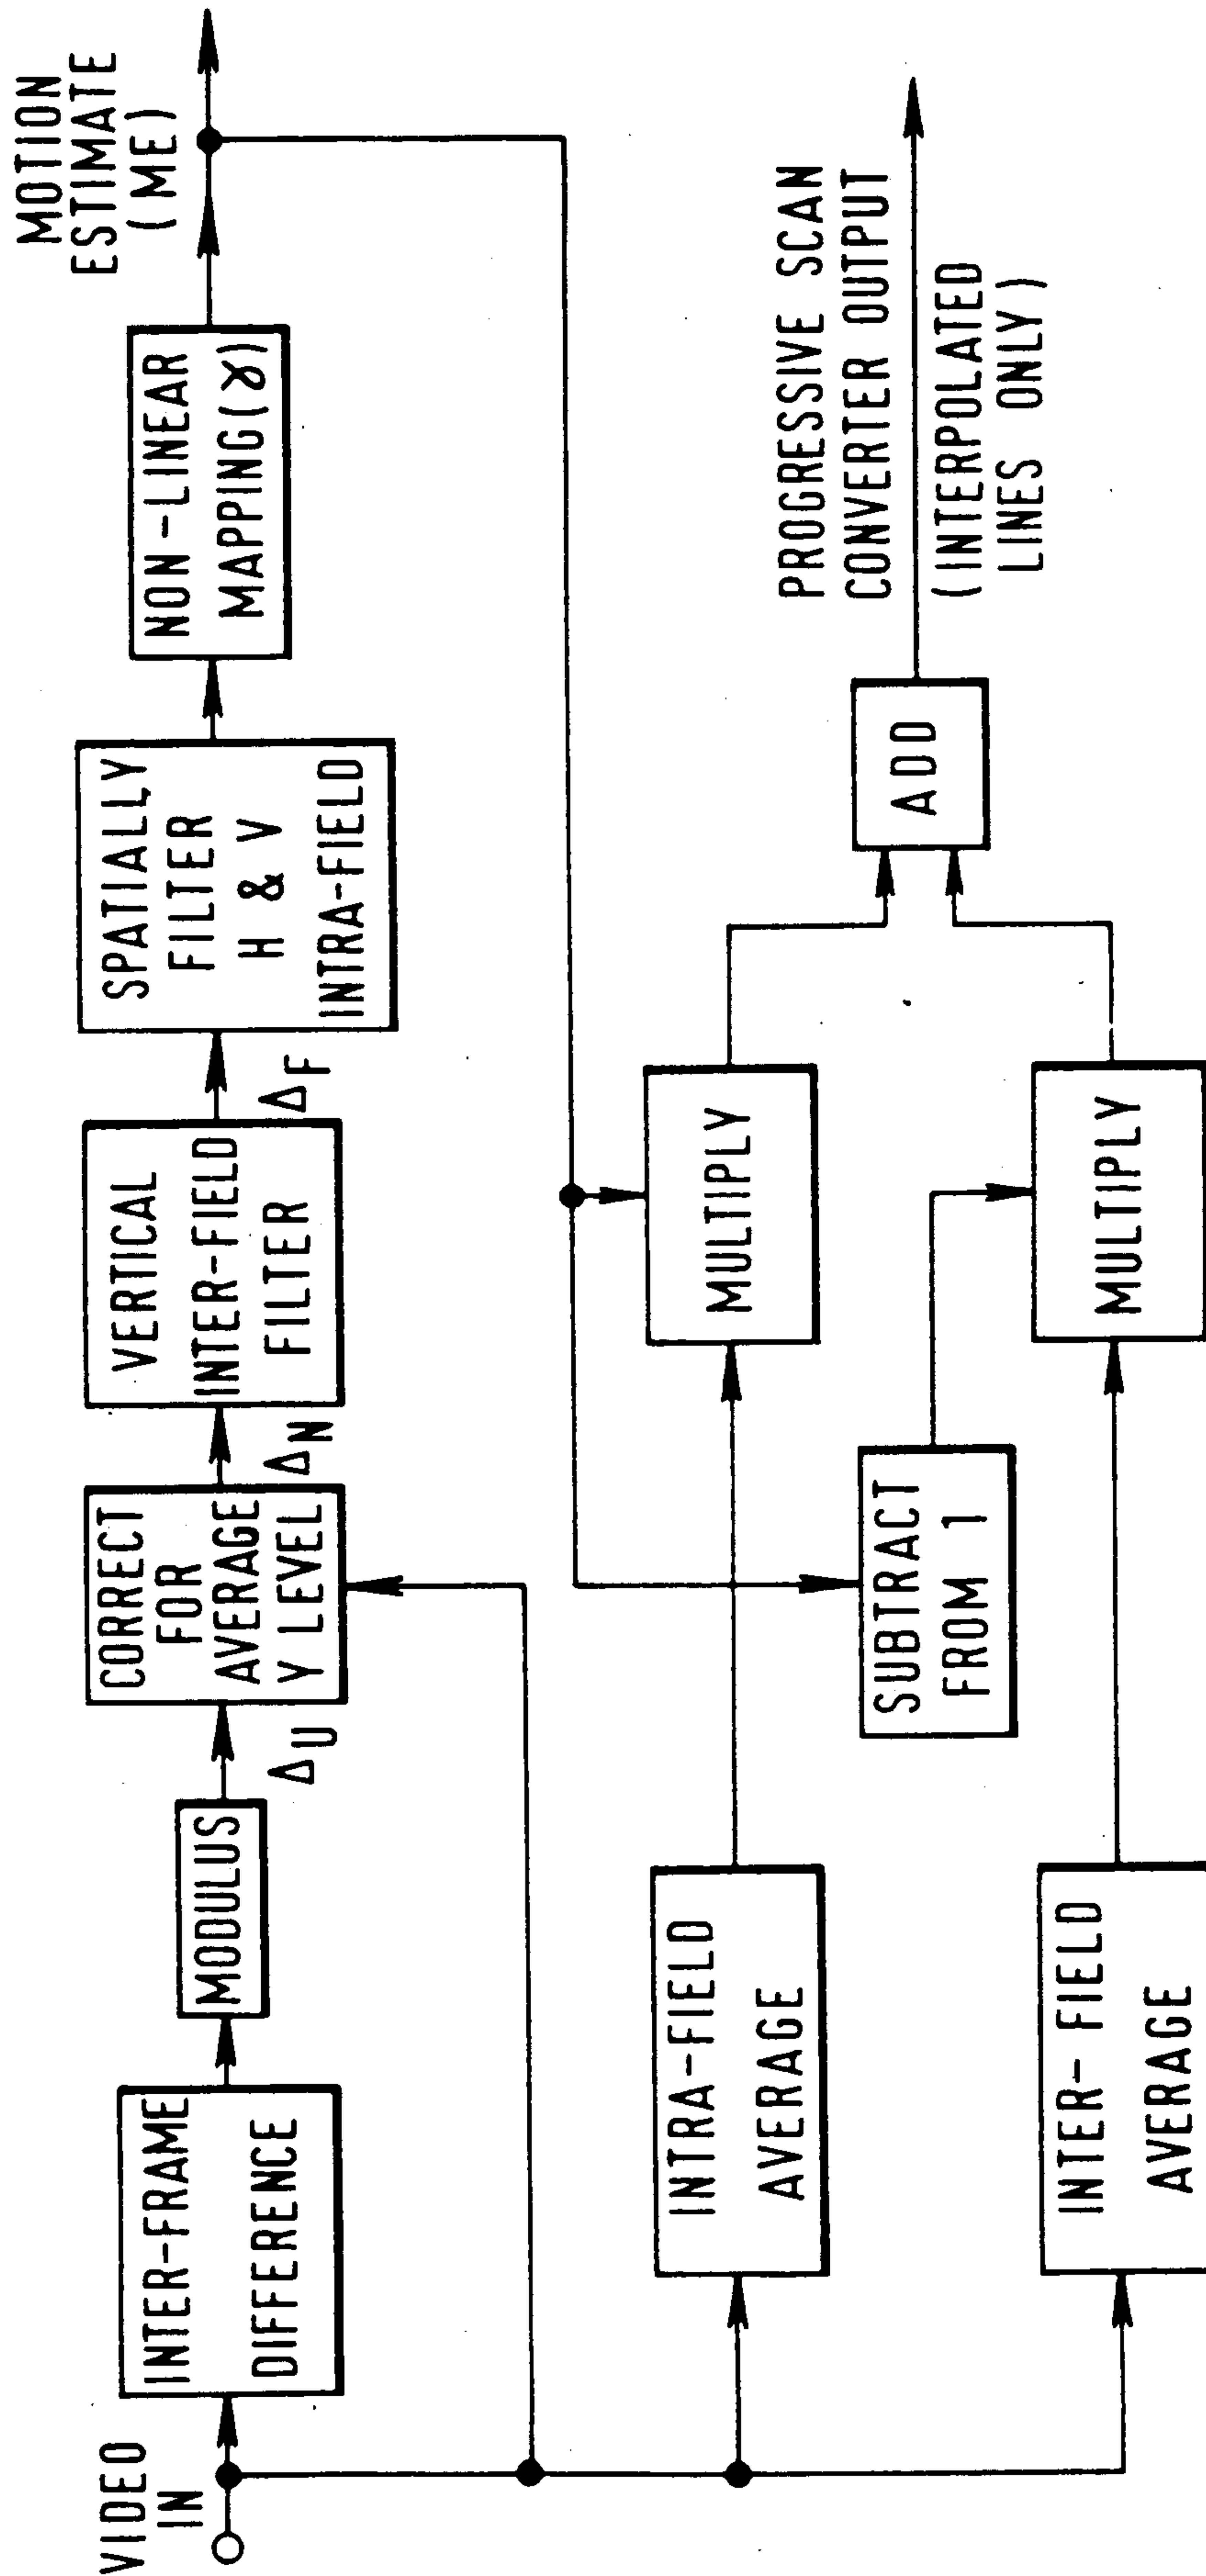 VIDEO
IN
INTER-FRAME
DIFFERENCE
MODULUS
ΔU
CORRECT
FOR
AVERAGE
Y LEVEL
ΔN
VERTICAL
INTER-FIELD
FILTER
ΔF
SPATIALLY
FILTER
H & V
INTRA-FIELD
NON-LINEAR
MAPPING(γ)
MOTION
ESTIMATE
(ME)
INTRA-FIELD
AVERAGE
MULTIPLY
SUBTRACT
FROM 1
INTER-FIELD
AVERAGE
MULTIPLY
ADD
PROGRESSIVE SCAN
CONVERTER OUTPUT
(INTERPOLATED
LINES ONLY)